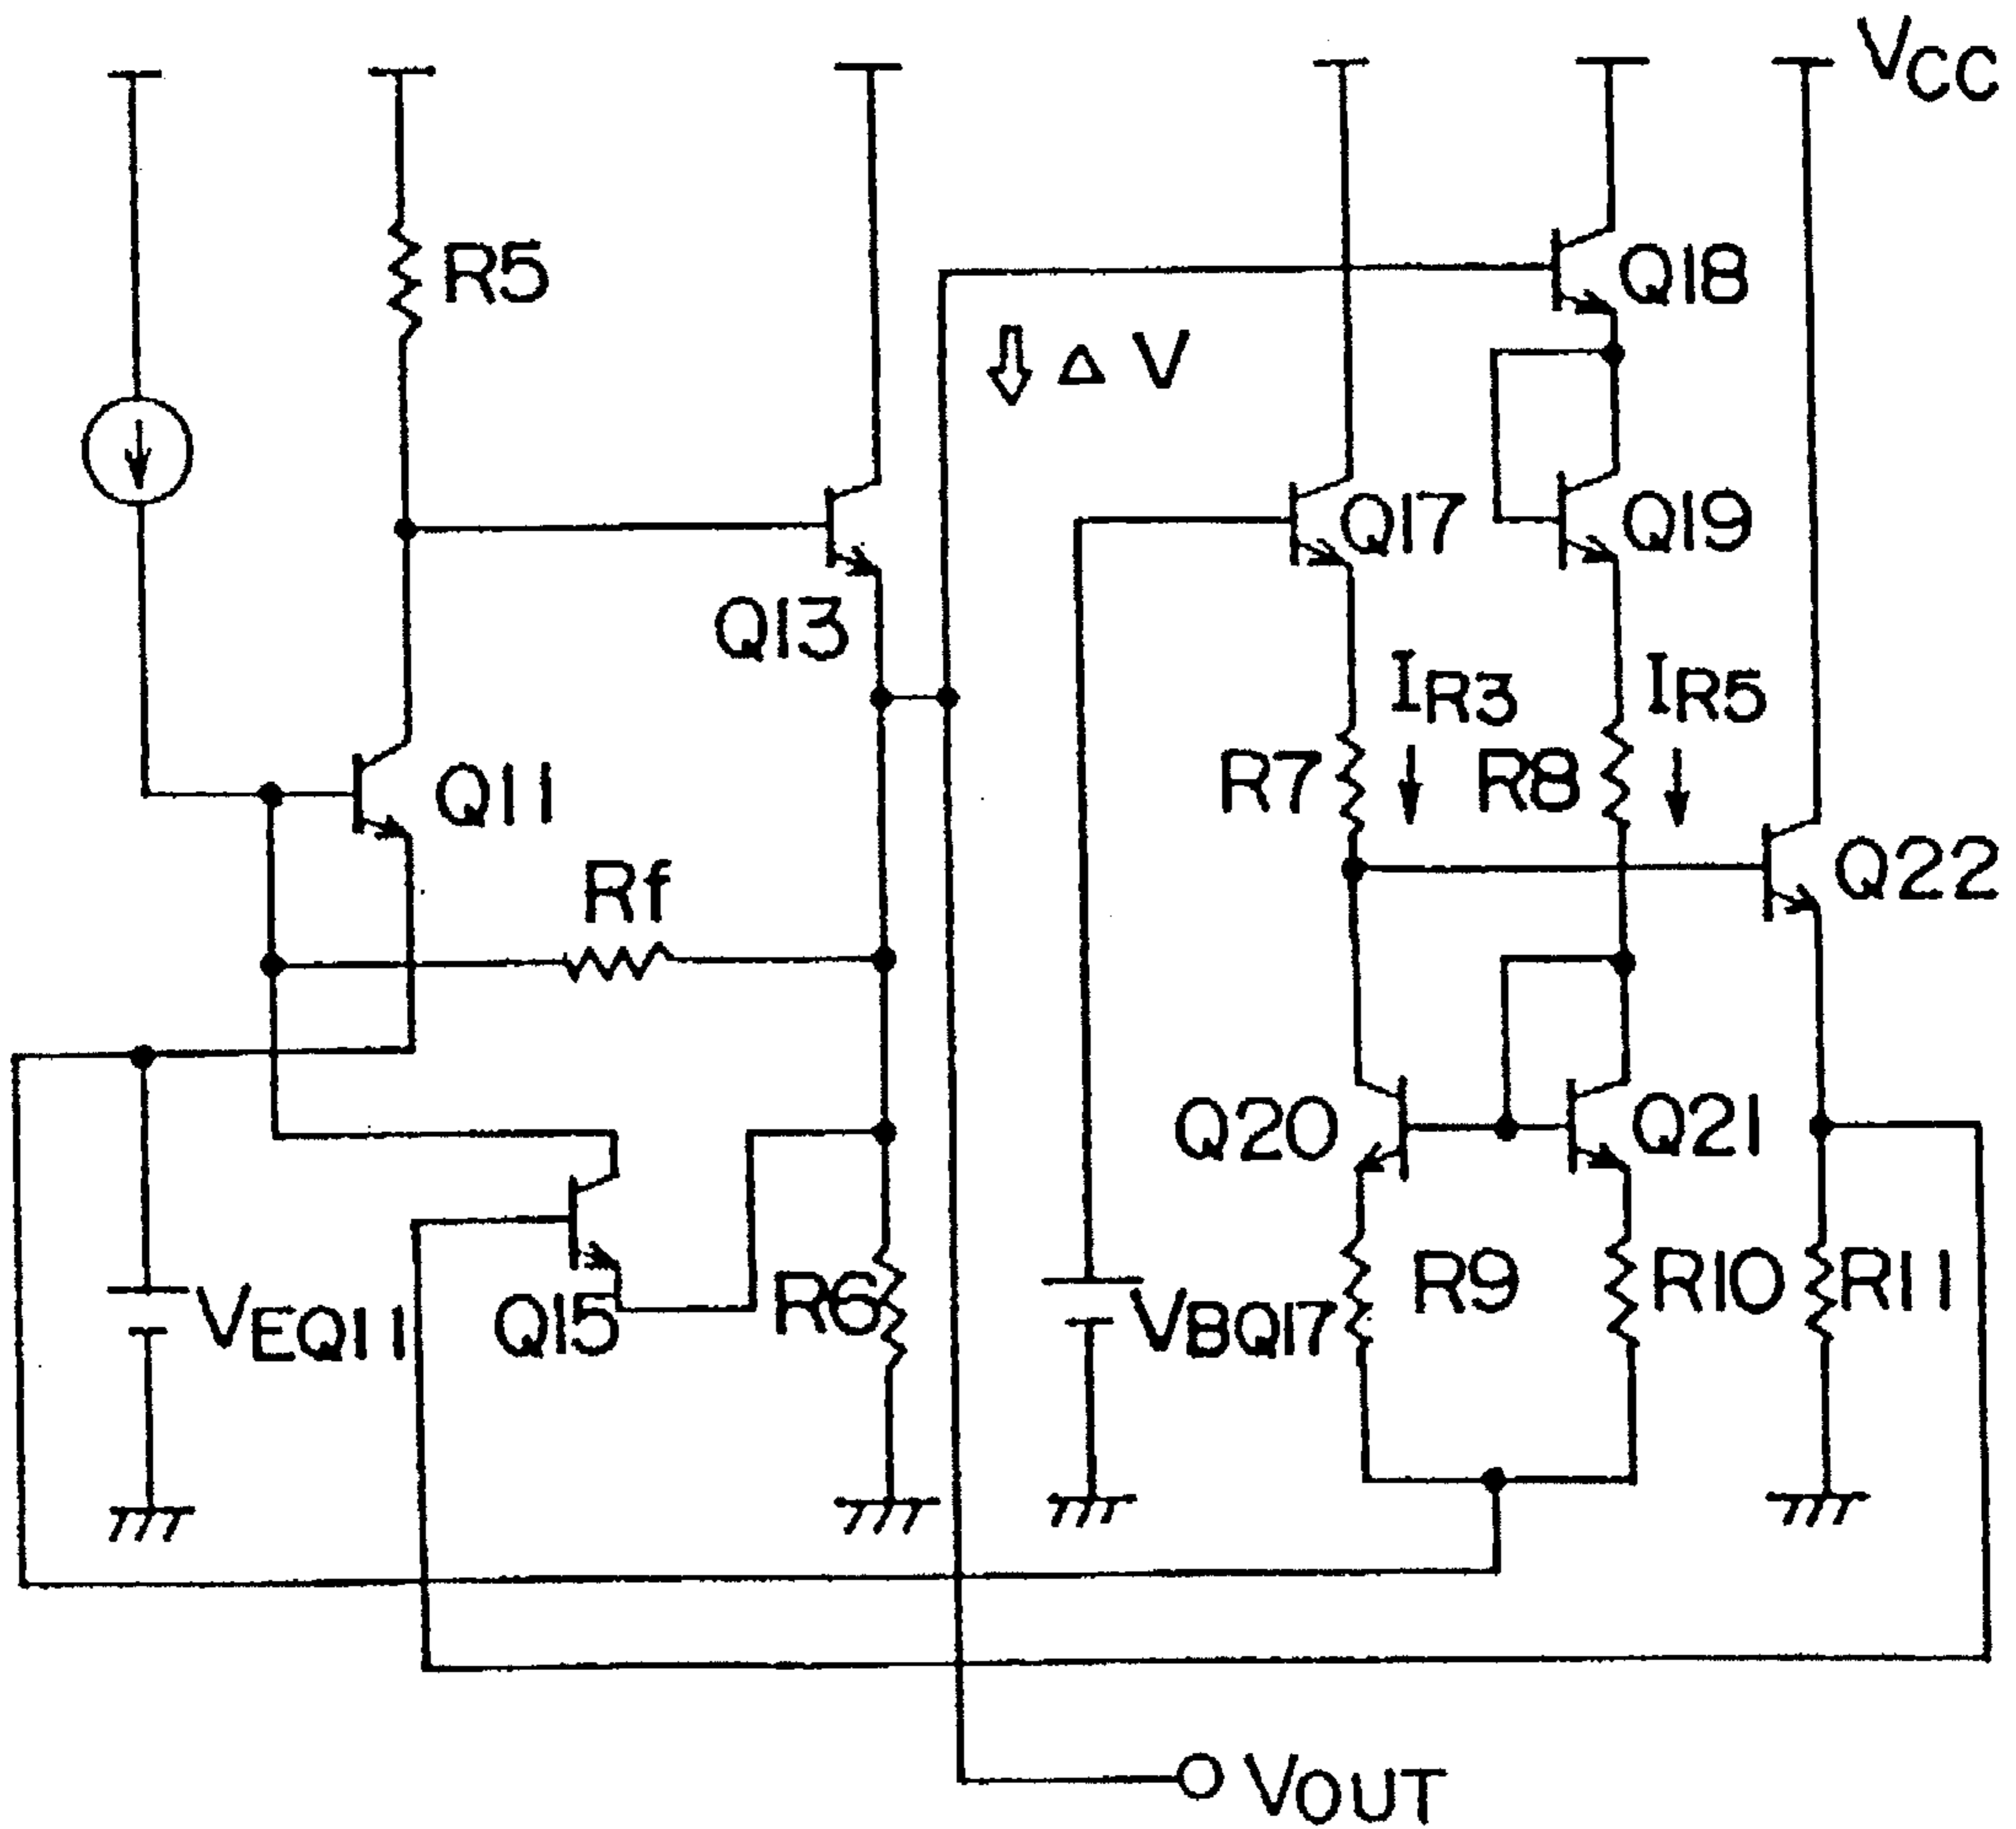 VCC
R5
Q18
Δ V
Q17
Q19
Q13
IR3
IR5
R7
R8
Q11
Q22
Rf
Q20
Q21
R9
R10
R11
VEQ11
Q15
R6
VBQ17
VOUT